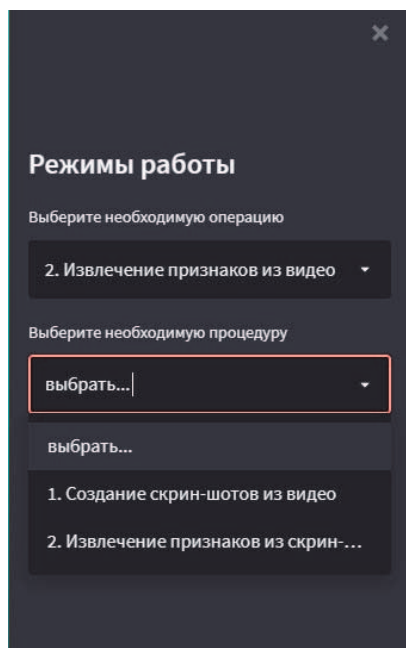 Режимы работы
Выберите необходимую операцию
2. Извлечение признаков из видео
Выберите необходимую процедуру
выбрать...
выбрать...
1. Создание скрин-шотов из видео
2. Извлечение признаков из скрин-...